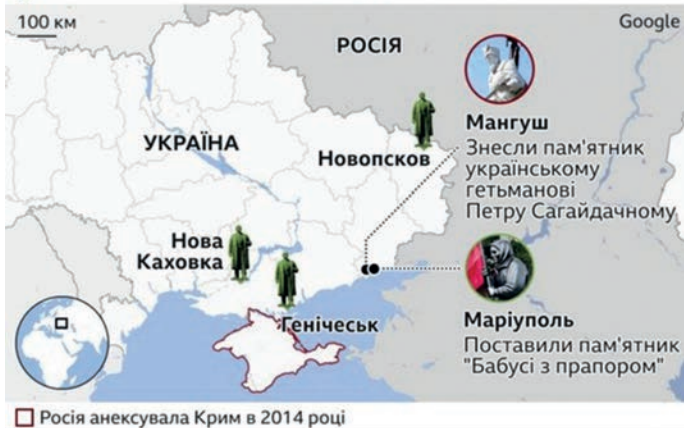 100 км
Google
РОСІЯ
УКРАЇНА
Новопсков
Мангуш
Знесли пам'ятник
українському
гетьманові
Петру Сагайдачному
Нова
Каховка
Генічеськ
Маріуполь
Поставили пам'ятник
"Бабусі з прапором"
Росія анексувала Крим в 2014 році